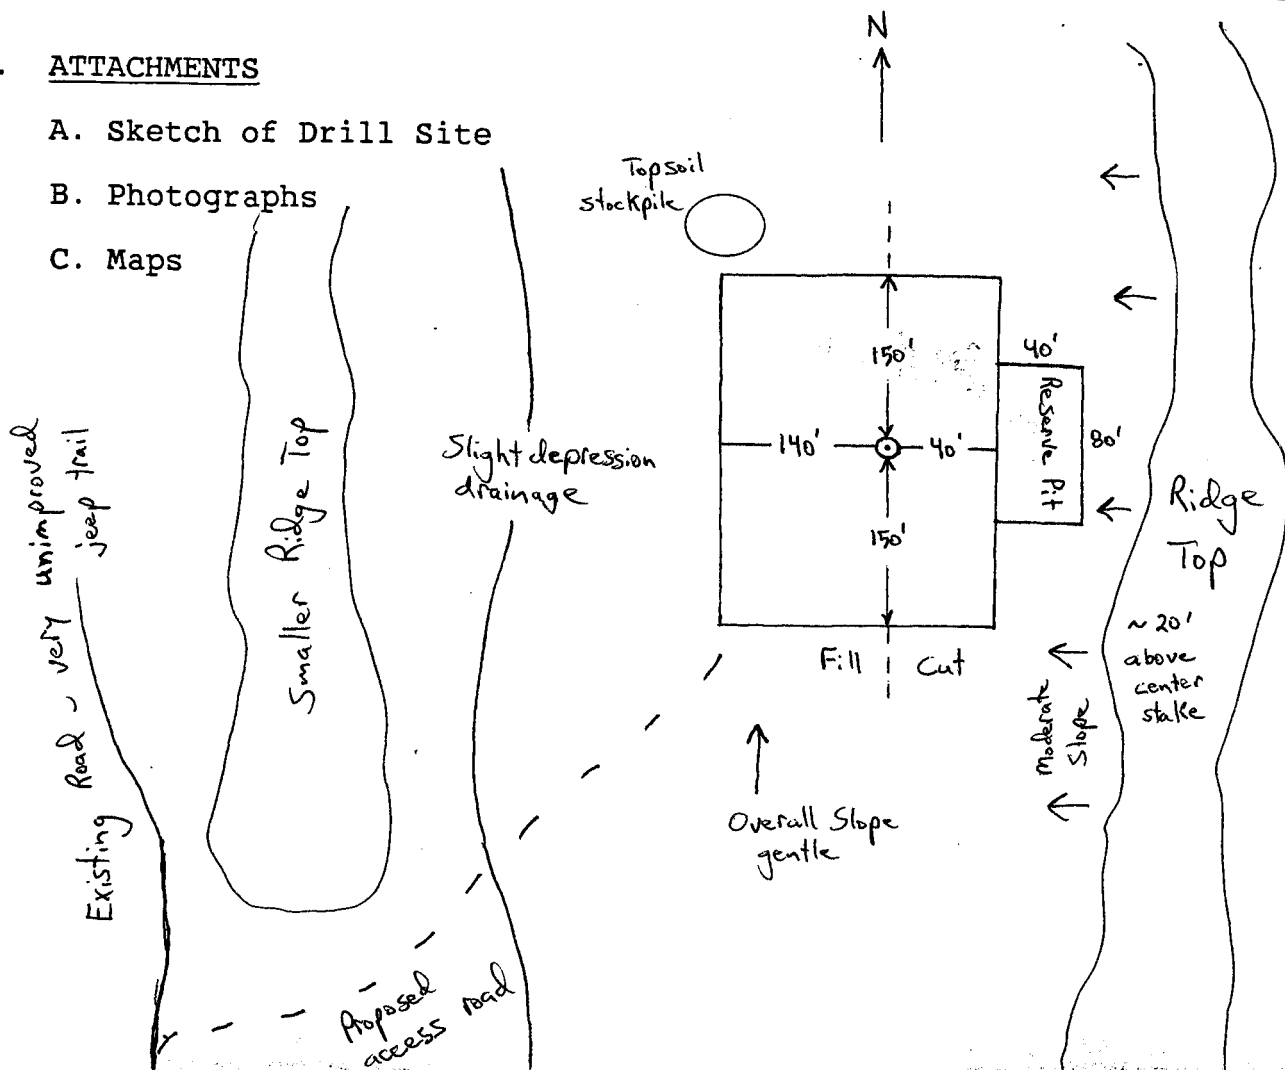 . ATTACHMENTS
A. Sketch of Drill Site
B. Photographs
C. Maps
N
Topsoil
stockpile
150'
40'
140'
40'
Reserve Pit
80'
150'
Slight depression
drainage
Existing Road - very unimproved
jeep trail
Smaller Ridge Top
Ridge
Top
~ 20'
above
center
stake
Fill
Cut
Moderate
Slope
Overall Slope
gentle
Proposed
access road